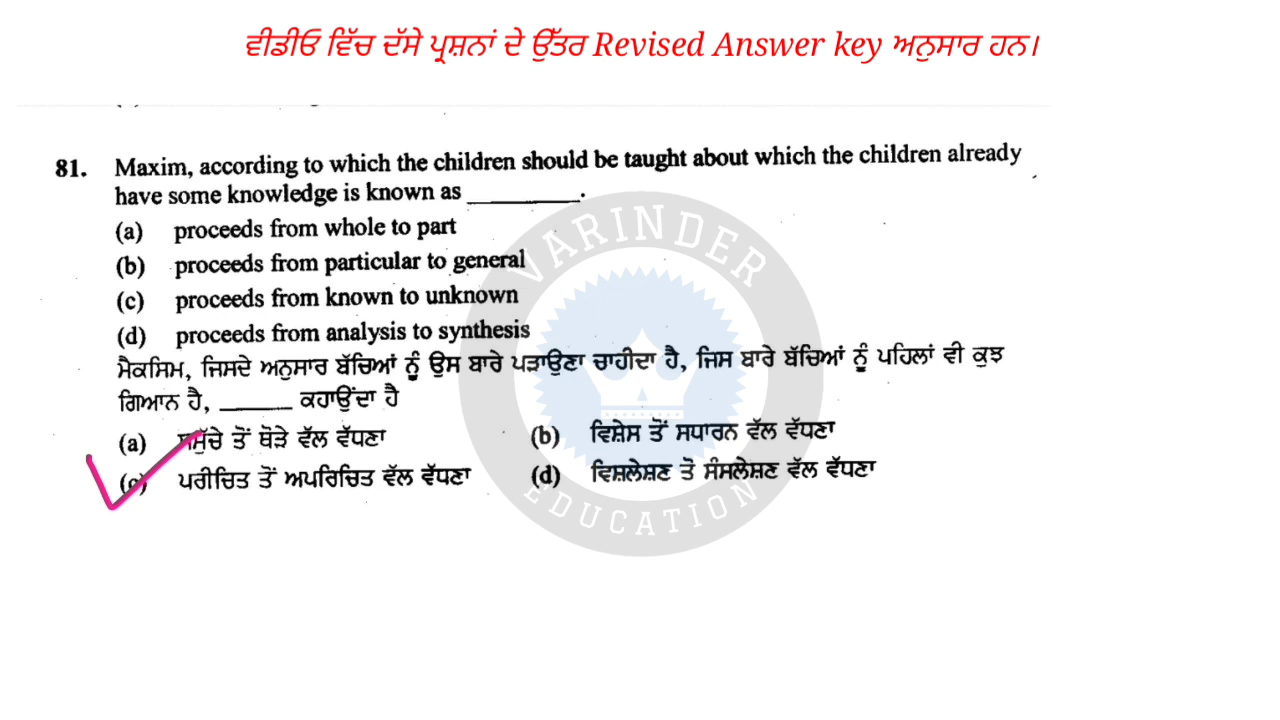 ਵੀਡੀਓ ਵਿੱਚ ਦੱਸੇ ਪ੍ਰਸ਼ਨਾਂ ਦੇ ਉੱਤਰ Revised Answer key ਅਨੁਸਾਰ ਹਨ।
81. Maxim, according to which the children should be taught about which the children already
have some knowledge is known as ________.
(a) proceeds from whole to part
(b) proceeds from particular to general
(c) proceeds from known to unknown
(d) proceeds from analysis to synthesis
ਮੈਕਸਿਮ, ਜਿਸਦੇ ਅਨੁਸਾਰ ਬੱਚਿਆਂ ਨੂੰ ਉਸ ਬਾਰੇ ਪੜਾਉਣਾ ਚਾਹੀਦਾ ਹੈ, ਜਿਸ ਬਾਰੇ ਬੱਚਿਆਂ ਨੂੰ ਪਹਿਲਾਂ ਵੀ ਕੁਝ
ਗਿਆਨ ਹੈ, ______ ਕਹਾਉਂਦਾ ਹੈ
(a) ਸਮੁੱਚੇ ਤੋਂ ਥੋੜੇ ਵੱਲ ਵੱਧਣਾ (b) ਵਿਸ਼ੇਸ ਤੋਂ ਸਧਾਰਨ ਵੱਲ ਵੱਧਣਾ
(c) ਪਰੀਚਿਤ ਤੋਂ ਅਪਰਿਚਿਤ ਵੱਲ ਵੱਧਣਾ (d) ਵਿਸ਼ਲੇਸ਼ਣ ਤੋ ਸੰਸਲੇਸ਼ਣ ਵੱਲ ਵੱਧਣਾ
VARINDER
EDUCATION